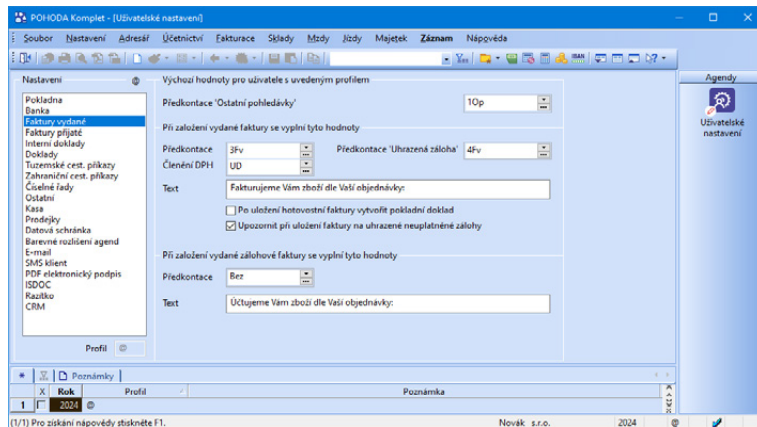 POHODA Komplet - [Uživatelské nastavení]
Soubor Nastavení Adresář Účetnictví Fakturace Sklady Mzdy Jízdy Majetek Záznam Nápověda
Nastavení @ Výchozí hodnoty pro uživatele s uvedeným profilem Agendy
Pokladna
Banka
Faktury vydané
Faktury přijaté
Interní doklady
Doklady
Tuzemské cest. příkazy
Zahraniční cest. příkazy
Číselné řady
Ostatní
Kasa
Prodejky
Datová schránka
Barevné rozlišení agend
E-mail
SMS klient
PDF elektronický podpis
ISDOC
Razítko
CRM
Profil @
Předkontace 'Ostatní pohledávky' 1Op
Při založení vydané faktury se vyplní tyto hodnoty
Předkontace 3Fv Předkontace 'Uhrazená záloha' 4Fv
Členění DPH UD
Text Fakturujeme Vám zboží dle Vaší objednávky:
Po uložení hotovostní faktury vytvořit pokladní doklad
Upozornit při uložení faktury na uhrazené neuplatněné zálohy
Při založení vydané zálohové faktury se vyplní tyto hodnoty
Předkontace Bez
Text Účtujeme Vám zboží dle Vaší objednávky:
Uživatelské
nastavení
* Poznámky
X Rok Profil Poznámka
1 2024 @
(1/1) Pro získání nápovědy stiskněte F1. Novák s.r.o. 2024 @